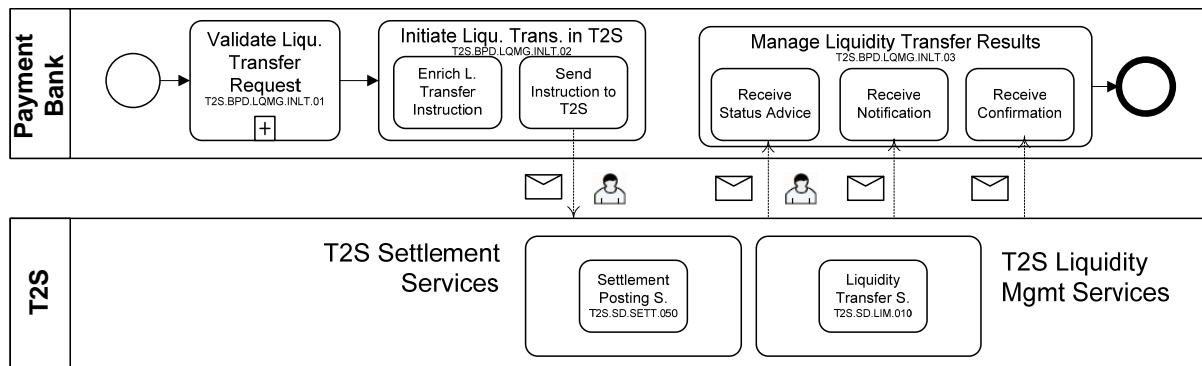 Payment
Bank
Validate Liqu.
Transfer
Request
T2S.BPD.LQMG.INLT.01
+
Initiate Liqu. Trans. in T2S
T2S.BPD.LQMG.INLT.02
Enrich L.
Transfer
Instruction
Send
Instruction to
T2S
Manage Liquidity Transfer Results
T2S.BPD.LQMG.INLT.03
Receive
Status Advice
Receive
Notification
Receive
Confirmation
T2S
T2S Settlement
Services
Settlement
Posting S.
T2S.SD.SETT.050
Liquidity
Transfer S.
T2S.SD.LIM.010
T2S Liquidity
Mgmt Services